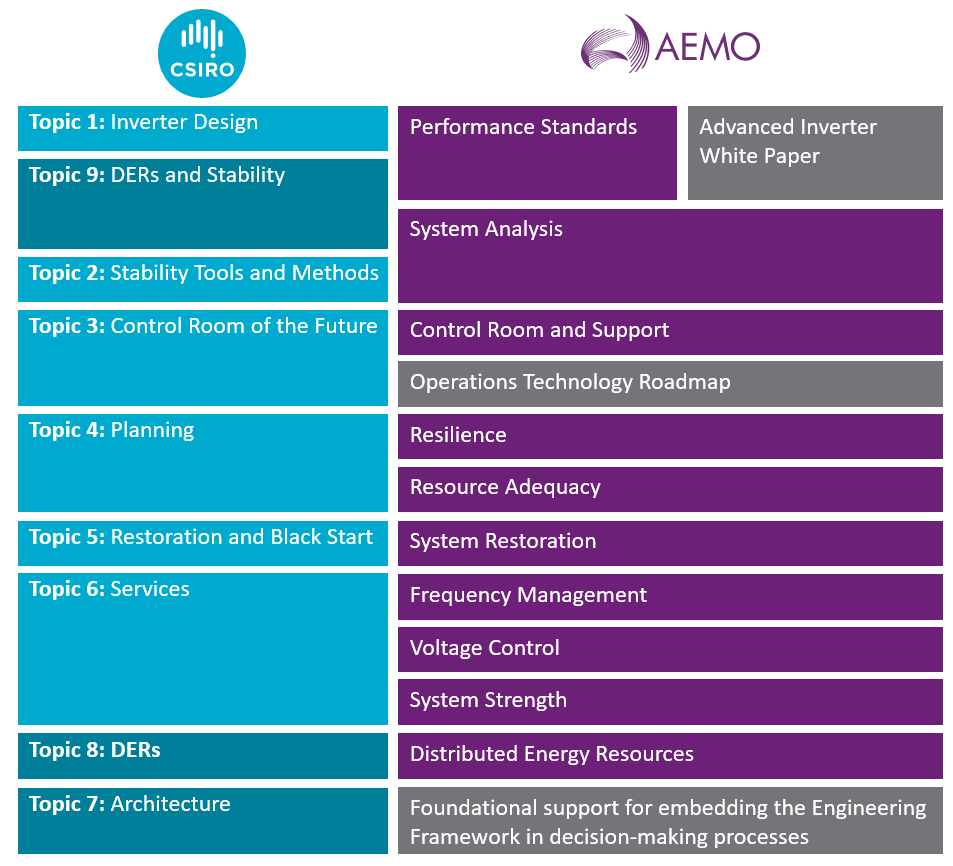 CSIRO
AEMO
Topic 1: Inverter Design
Performance Standards
Advanced Inverter
White Paper
Topic 9: DERs and Stability
System Analysis
Topic 2: Stability Tools and Methods
Topic 3: Control Room of the Future
Control Room and Support
Operations Technology Roadmap
Topic 4: Planning
Resilience
Resource Adequacy
Topic 5: Restoration and Black Start
System Restoration
Topic 6: Services
Frequency Management
Voltage Control
System Strength
Topic 8: DERs
Distributed Energy Resources
Topic 7: Architecture
Foundational support for embedding the Engineering
Framework in decision-making processes